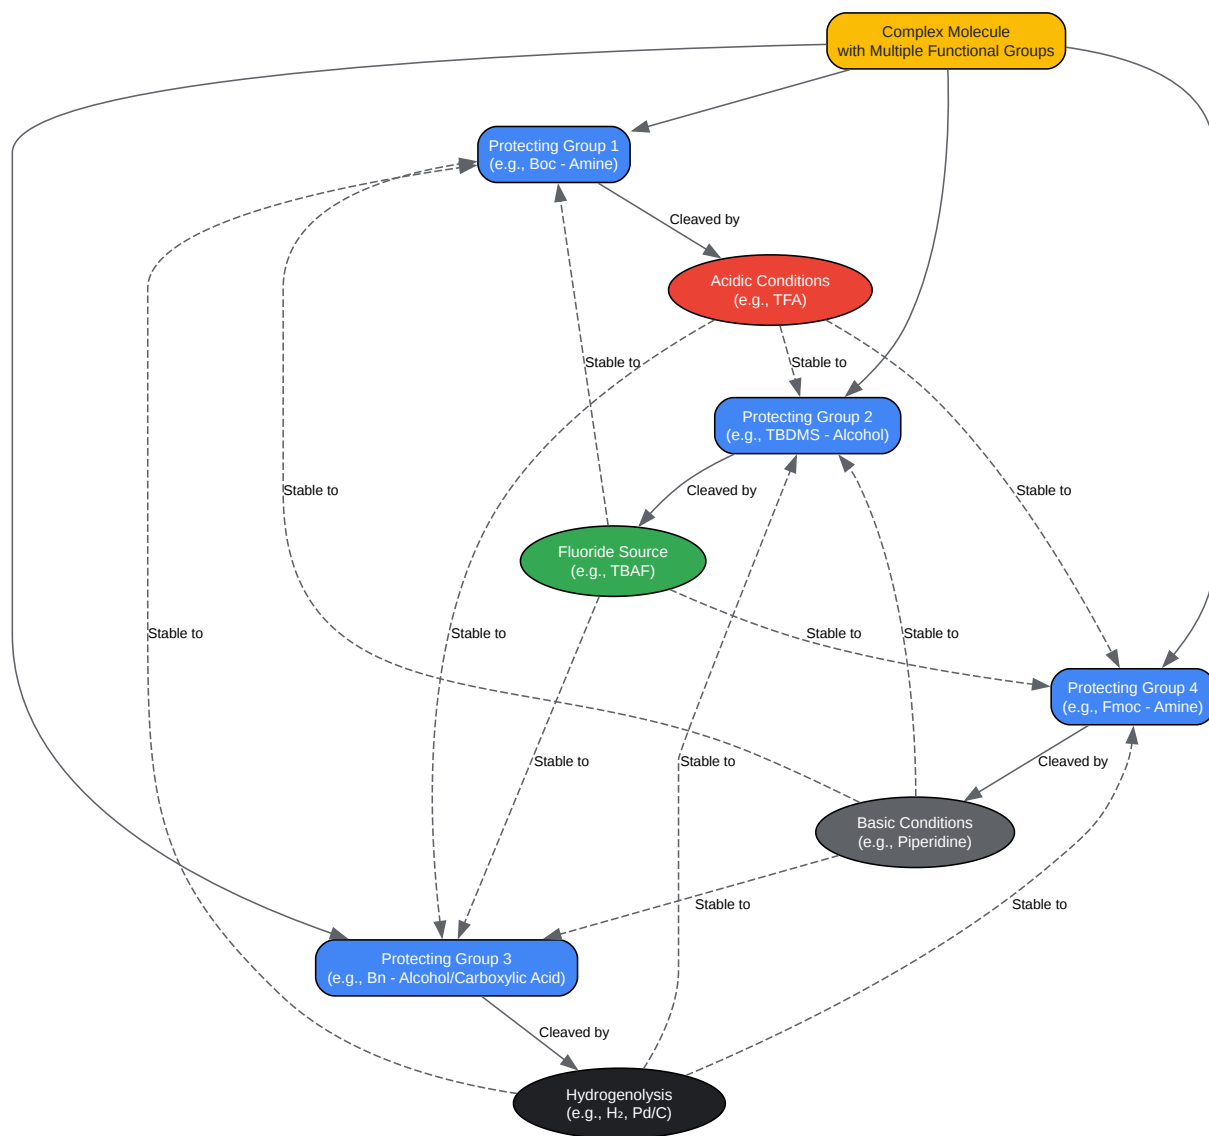 Complex Molecule
with Multiple Functional Groups
Protecting Group 1
(e.g., Boc - Amine)
Cleaved by
Acidic Conditions
(e.g., TFA)
Stable to
Stable to
Protecting Group 2
(e.g., TBDMS - Alcohol)
Stable to
Cleaved by
Stable to
Fluoride Source
(e.g., TBAF)
Stable to
Stable to
Stable to
Stable to
Protecting Group 4
(e.g., Fmoc - Amine)
Stable to
Stable to
Cleaved by
Basic Conditions
(e.g., Piperidine)
Stable to
Stable to
Protecting Group 3
(e.g., Bn - Alcohol/Carboxylic Acid)
Cleaved by
Hydrogenolysis
(e.g., H₂, Pd/C)